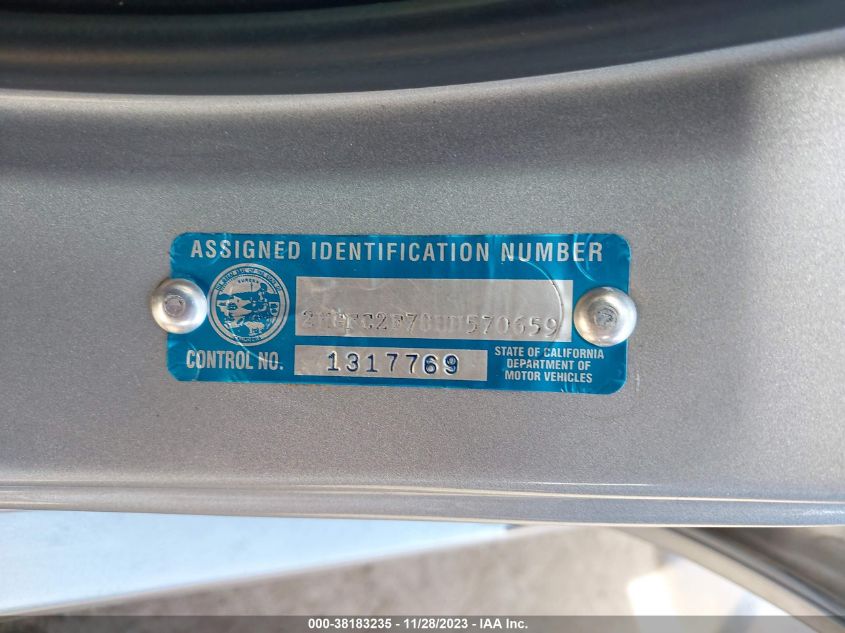 ASSIGNED IDENTIFICATION NUMBER
EUREKA
CONTROL NO. 1317769
STATE OF CALIFORNIA
DEPARTMENT OF
MOTOR VEHICLES
000-38183235 - 11/28/2023 - IAA Inc.